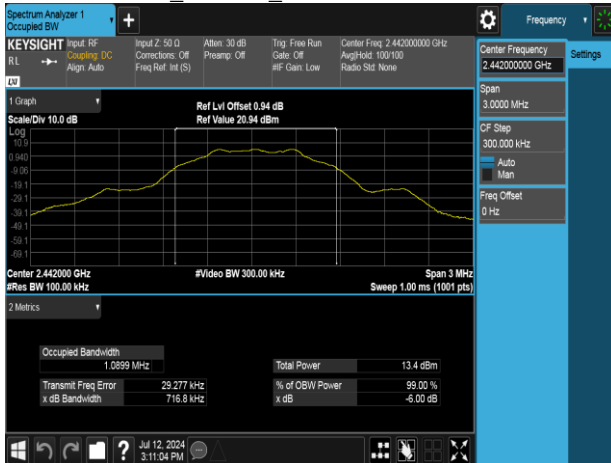 Spectrum Analyzer 1
Occupied BW
Frequency
KEYSIGHT
R L
LXI
Input: RF
Coupling: DC
Align: Auto
Input Z: 50 Ω
Corrections: Off
Freq Ref: Int (S)
Atten: 30 dB
Preamp: Off
Trig: Free Run
Gate: Off
#IF Gain: Low
Center Freq: 2.442000000 GHz
Avg|Hold: 100/100
Radio Std: None
Center Frequency
2.442000000 GHz
Settings
Span
3.0000 MHz
CF Step
300.000 kHz
Auto
Man
Freq Offset
0 Hz
1 Graph
Scale/Div 10.0 dB
Ref Lvl Offset 0.94 dB
Ref Value 20.94 dBm
Log
10.9
0.940
-9.06
-19.1
-29.1
-39.1
-49.1
-59.1
-69.1
Center 2.442000 GHz
#Video BW 300.00 kHz
Span 3 MHz
#Res BW 100.00 kHz
Sweep 1.00 ms (1001 pts)
2 Metrics
Occupied Bandwidth
1.0899 MHz
Total Power
13.4 dBm
Transmit Freq Error
29.277 kHz
% of OBW Power
99.00 %
x dB Bandwidth
716.8 kHz
x dB
-6.00 dB
?
Jul 12, 2024
3:11:04 PM